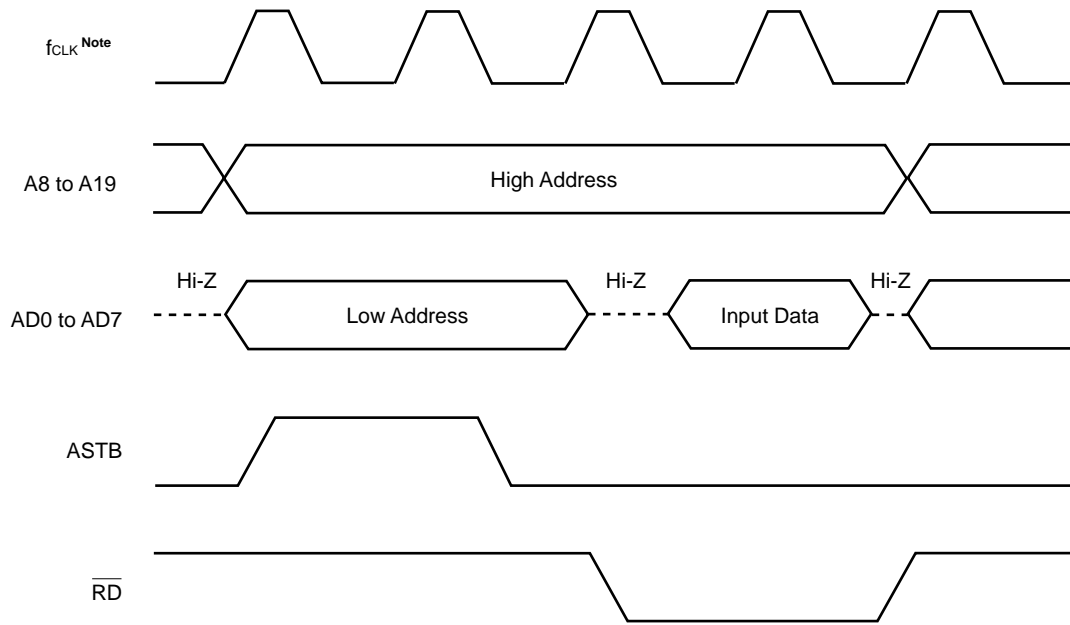 fCLK Note
A8 to A19
High Address
Hi-Z
Hi-Z
Hi-Z
AD0 to AD7
Low Address
Input Data
ASTB
RD